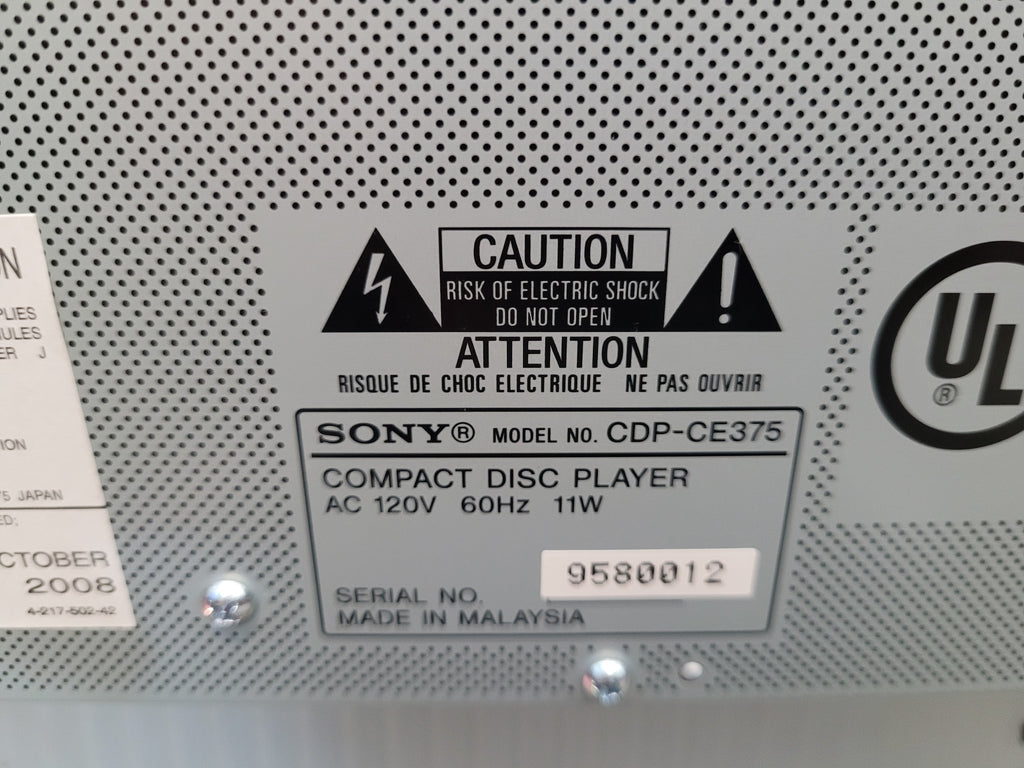 CAUTION
RISK OF ELECTRIC SHOCK
DO NOT OPEN
ATTENTION
RISQUE DE CHOC ELECTRIQUE NE PAS OUVRIR
SONY® MODEL NO. CDP-CE375
COMPACT DISC PLAYER
AC 120V 60Hz 11W
SERIAL NO. 9580012
MADE IN MALAYSIA
ON
PLIES
ULES
ER J
ION
75 JAPAN
ED:
CTOBER
2008
4-217-502-42
UL
®